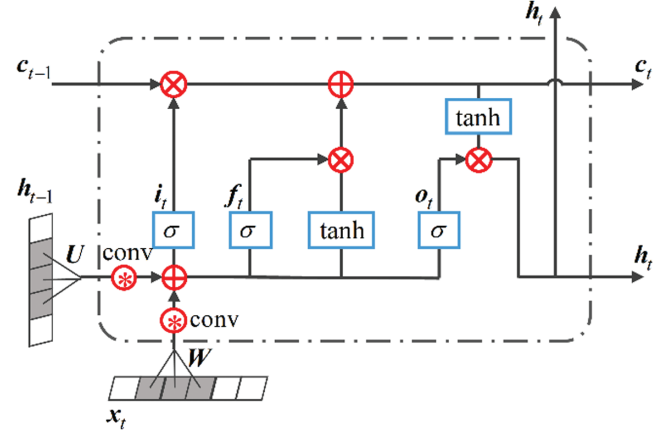 h_t
c_{t-1}
c_t
tanh
h_{t-1}
i_t
f_t
o_t
σ
σ
tanh
σ
U
conv
h_t
conv
W
x_t